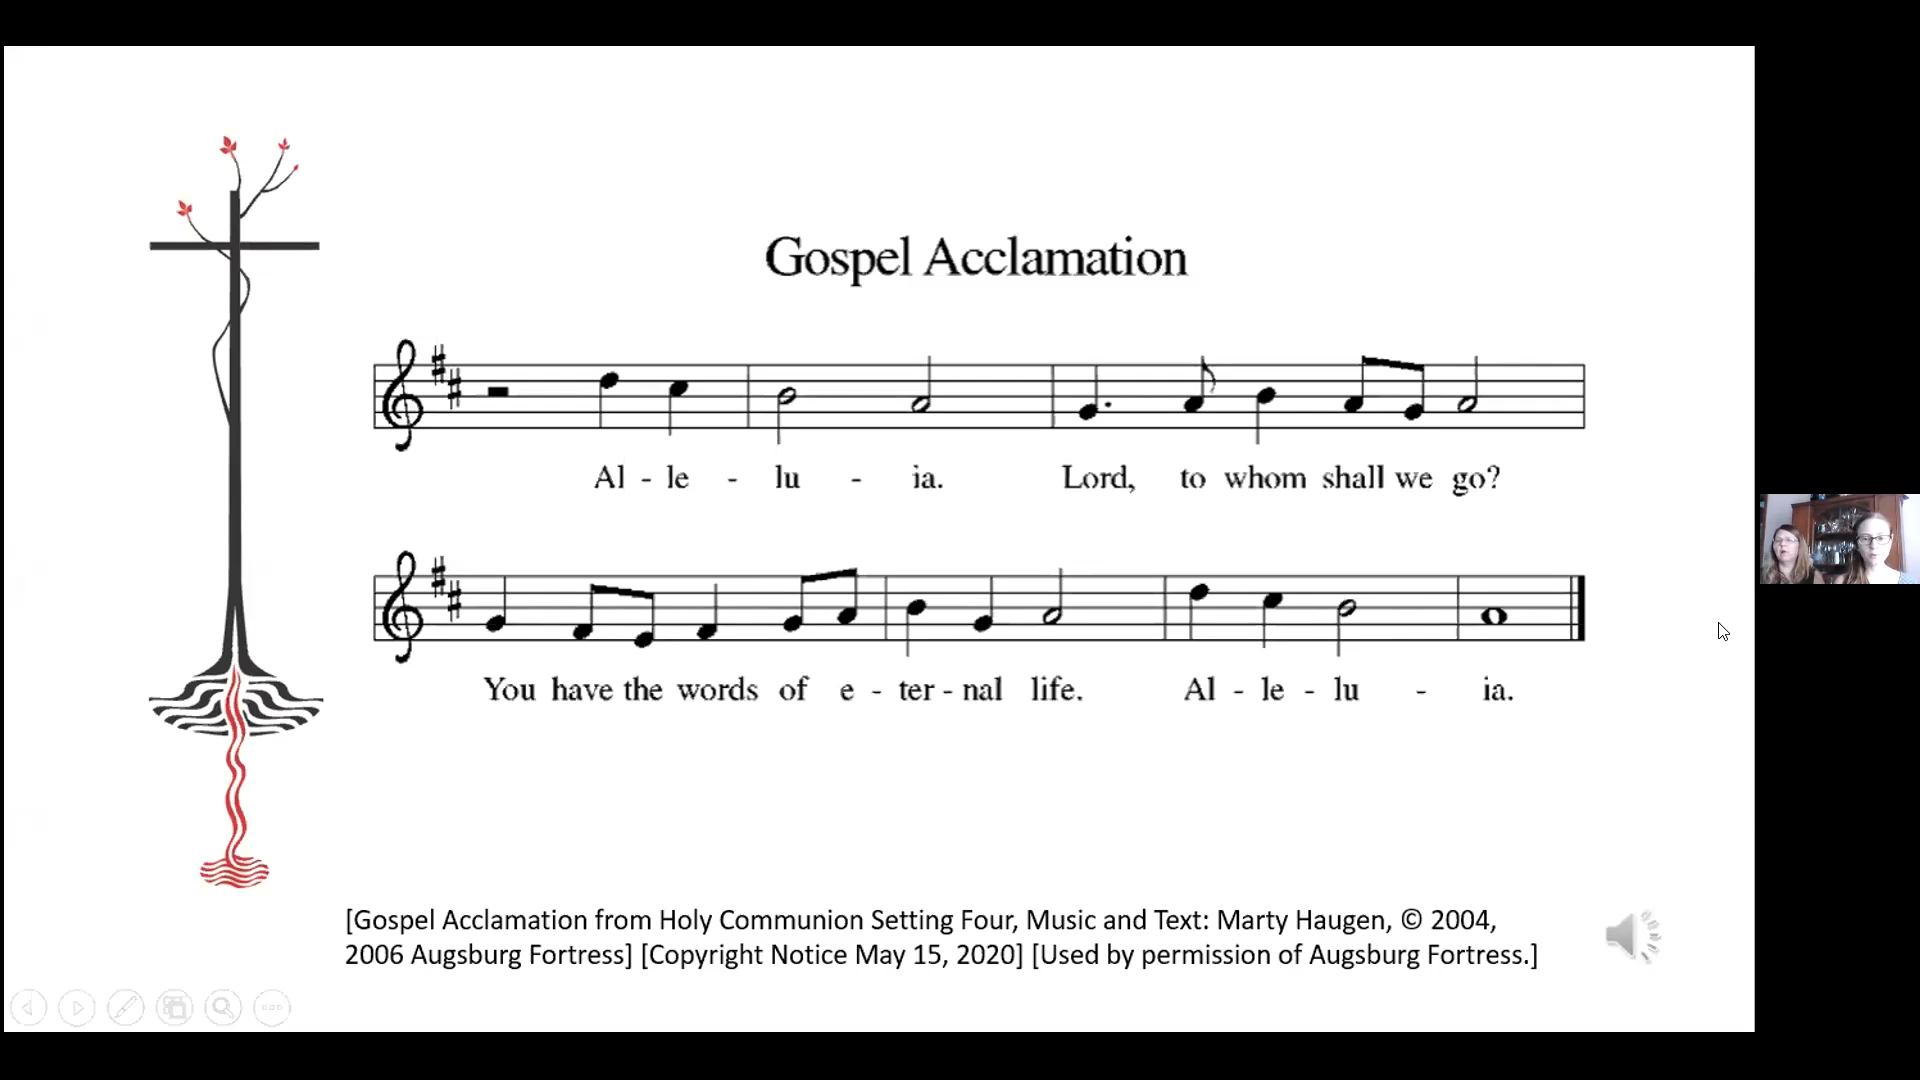 Gospel Acclamation
Al - le - lu - ia. Lord, to whom shall we go?
You have the words of e - ter - nal life. Al - le - lu - ia.
[Gospel Acclamation from Holy Communion Setting Four, Music and Text: Marty Haugen, © 2004,
2006 Augsburg Fortress] [Copyright Notice May 15, 2020] [Used by permission of Augsburg Fortress.]